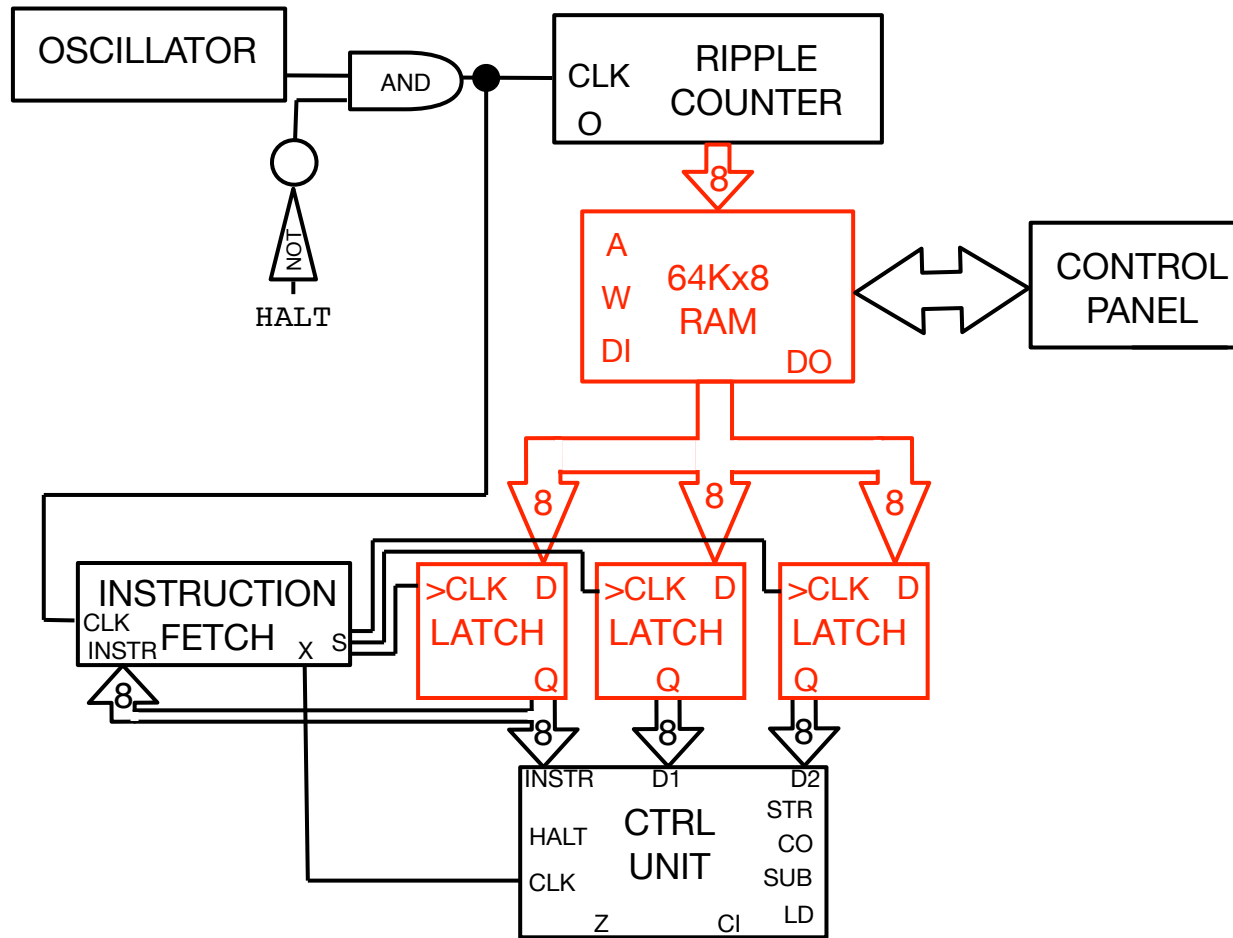 OSCILLATOR
AND
CLK
O
RIPPLE
COUNTER
NOT
HALT
8
A
W
DI
64Kx8
RAM
DO
CONTROL
PANEL
8
8
8
INSTRUCTION
FETCH
CLK
INSTR
X
S
>CLK D
LATCH
Q
>CLK D
LATCH
Q
>CLK D
LATCH
Q
8
8
8
8
INSTR
D1
D2
HALT
CLK
CTRL
UNIT
STR
CO
SUB
LD
Z
CI